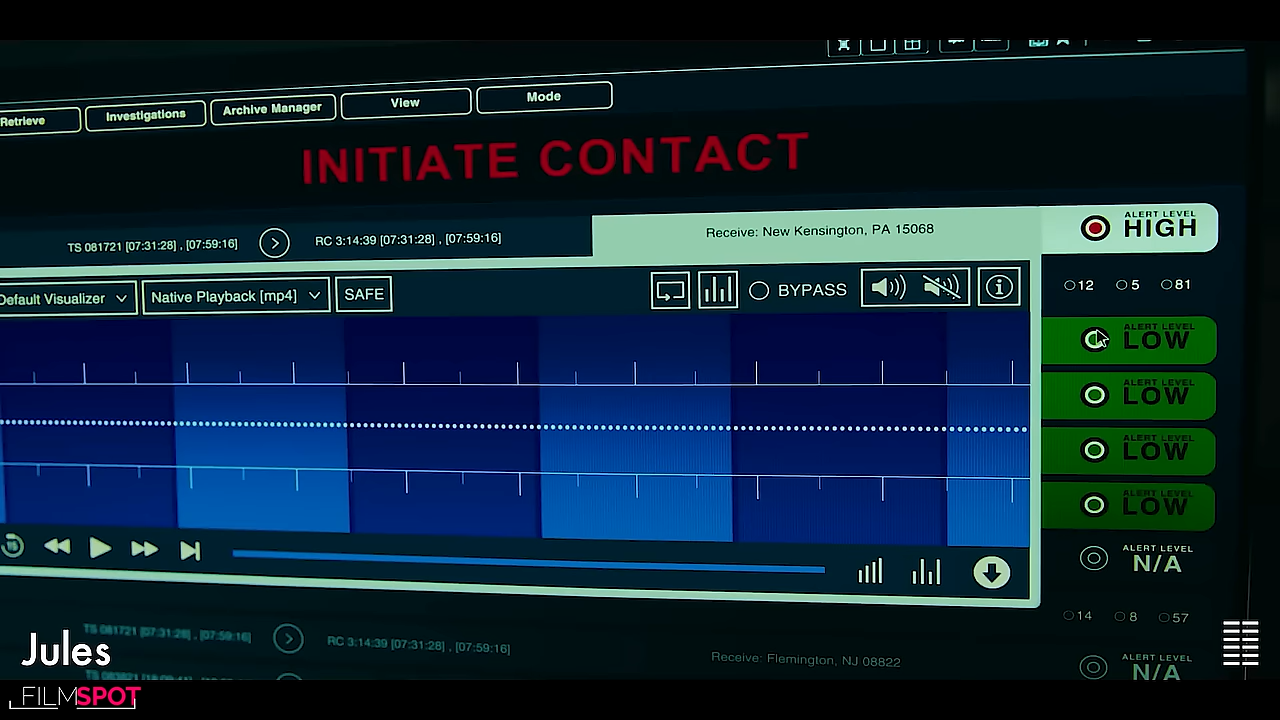 Retrieve
Investigations
Archive Manager
View
Mode
INITIATE CONTACT
TS 081721 [07:31:28] , [07:59:16]
RC 3:14:39 [07:31:28] , [07:59:16]
Receive: New Kensington, PA 15068
ALERT LEVEL
HIGH
Default Visualizer
Native Playback [mp4]
SAFE
BYPASS
12 5 81
ALERT LEVEL
LOW
ALERT LEVEL
LOW
ALERT LEVEL
LOW
ALERT LEVEL
LOW
15
ALERT LEVEL
N/A
14 8 57
TS 081721 [07:31:28] , [07:59:16]
RC 3:14:39 [07:31:28] , [07:59:16]
Receive: Flemington, NJ 08822
ALERT LEVEL
N/A
Jules
FILMSPOT